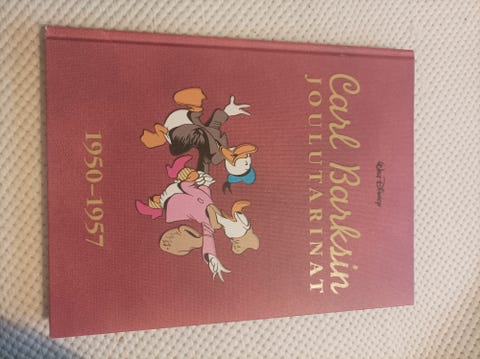 Walt Disney
Carl Barksin
JOULUTARINAT
1950–1957